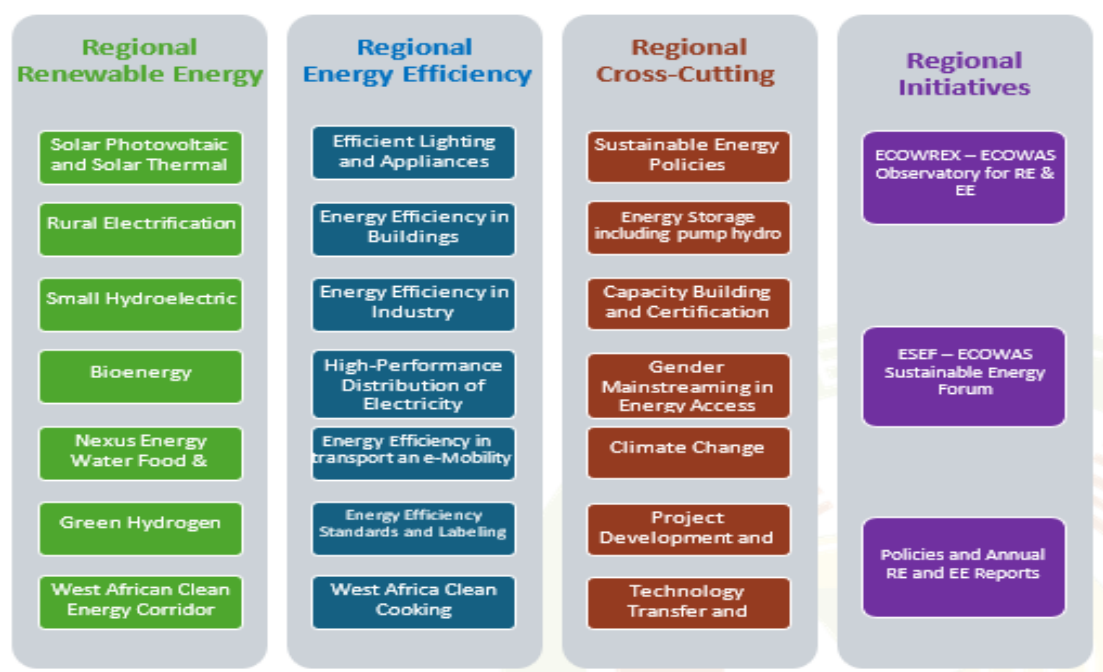 Regional
Renewable Energy
Solar Photovoltaic
and Solar Thermal
Rural Electrification
Small Hydroelectric
Bioenergy
Nexus Energy
Water Food &
Green Hydrogen
West African Clean
Energy Corridor
Regional
Energy Efficiency
Efficient Lighting
and Appliances
Energy Efficiency in
Buildings
Energy Efficiency in
Industry
High-Performance
Distribution of
Electricity
Energy Efficiency in
transport an e-Mobility
Energy Efficiency
Standards and Labeling
West Africa Clean
Cooking
Regional
Cross-Cutting
Sustainable Energy
Policies
Energy Storage
including pump hydro
Capacity Building
and Certification
Gender
Mainstreaming in
Energy Access
Climate Change
Project
Development and
Technology
Transfer and
Regional
Initiatives
ECOWREX – ECOWAS
Observatory for RE &
EE
ESEF – ECOWAS
Sustainable Energy
Forum
Policies and Annual
RE and EE Reports